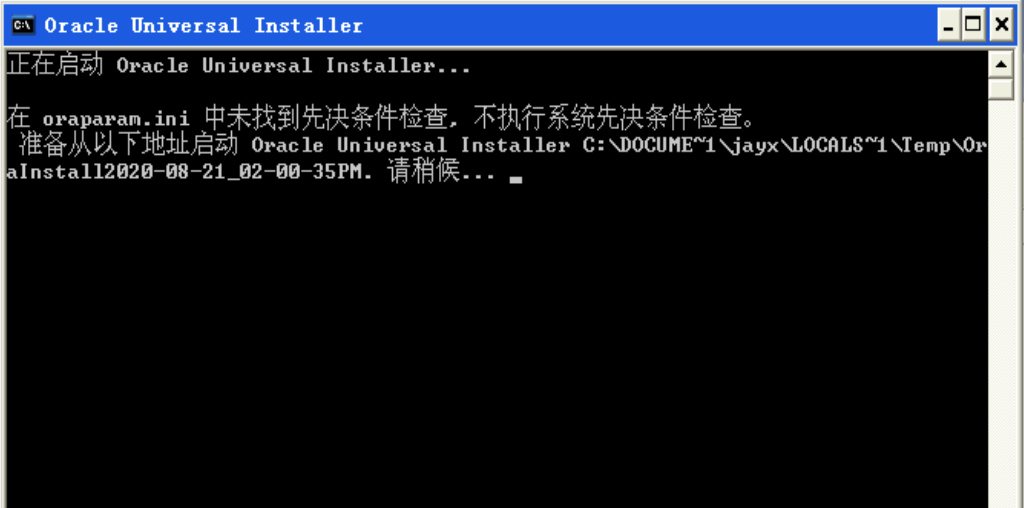 Oracle Universal Installer
正在启动 Oracle Universal Installer...
在 oraparam.ini 中未找到先决条件检查, 不执行系统先决条件检查。
准备从以下地址启动 Oracle Universal Installer C:\DOCUME~1\jayx\LOCALS~1\Temp\Or
aInstall2020-08-21_02-00-35PM. 请稍候...